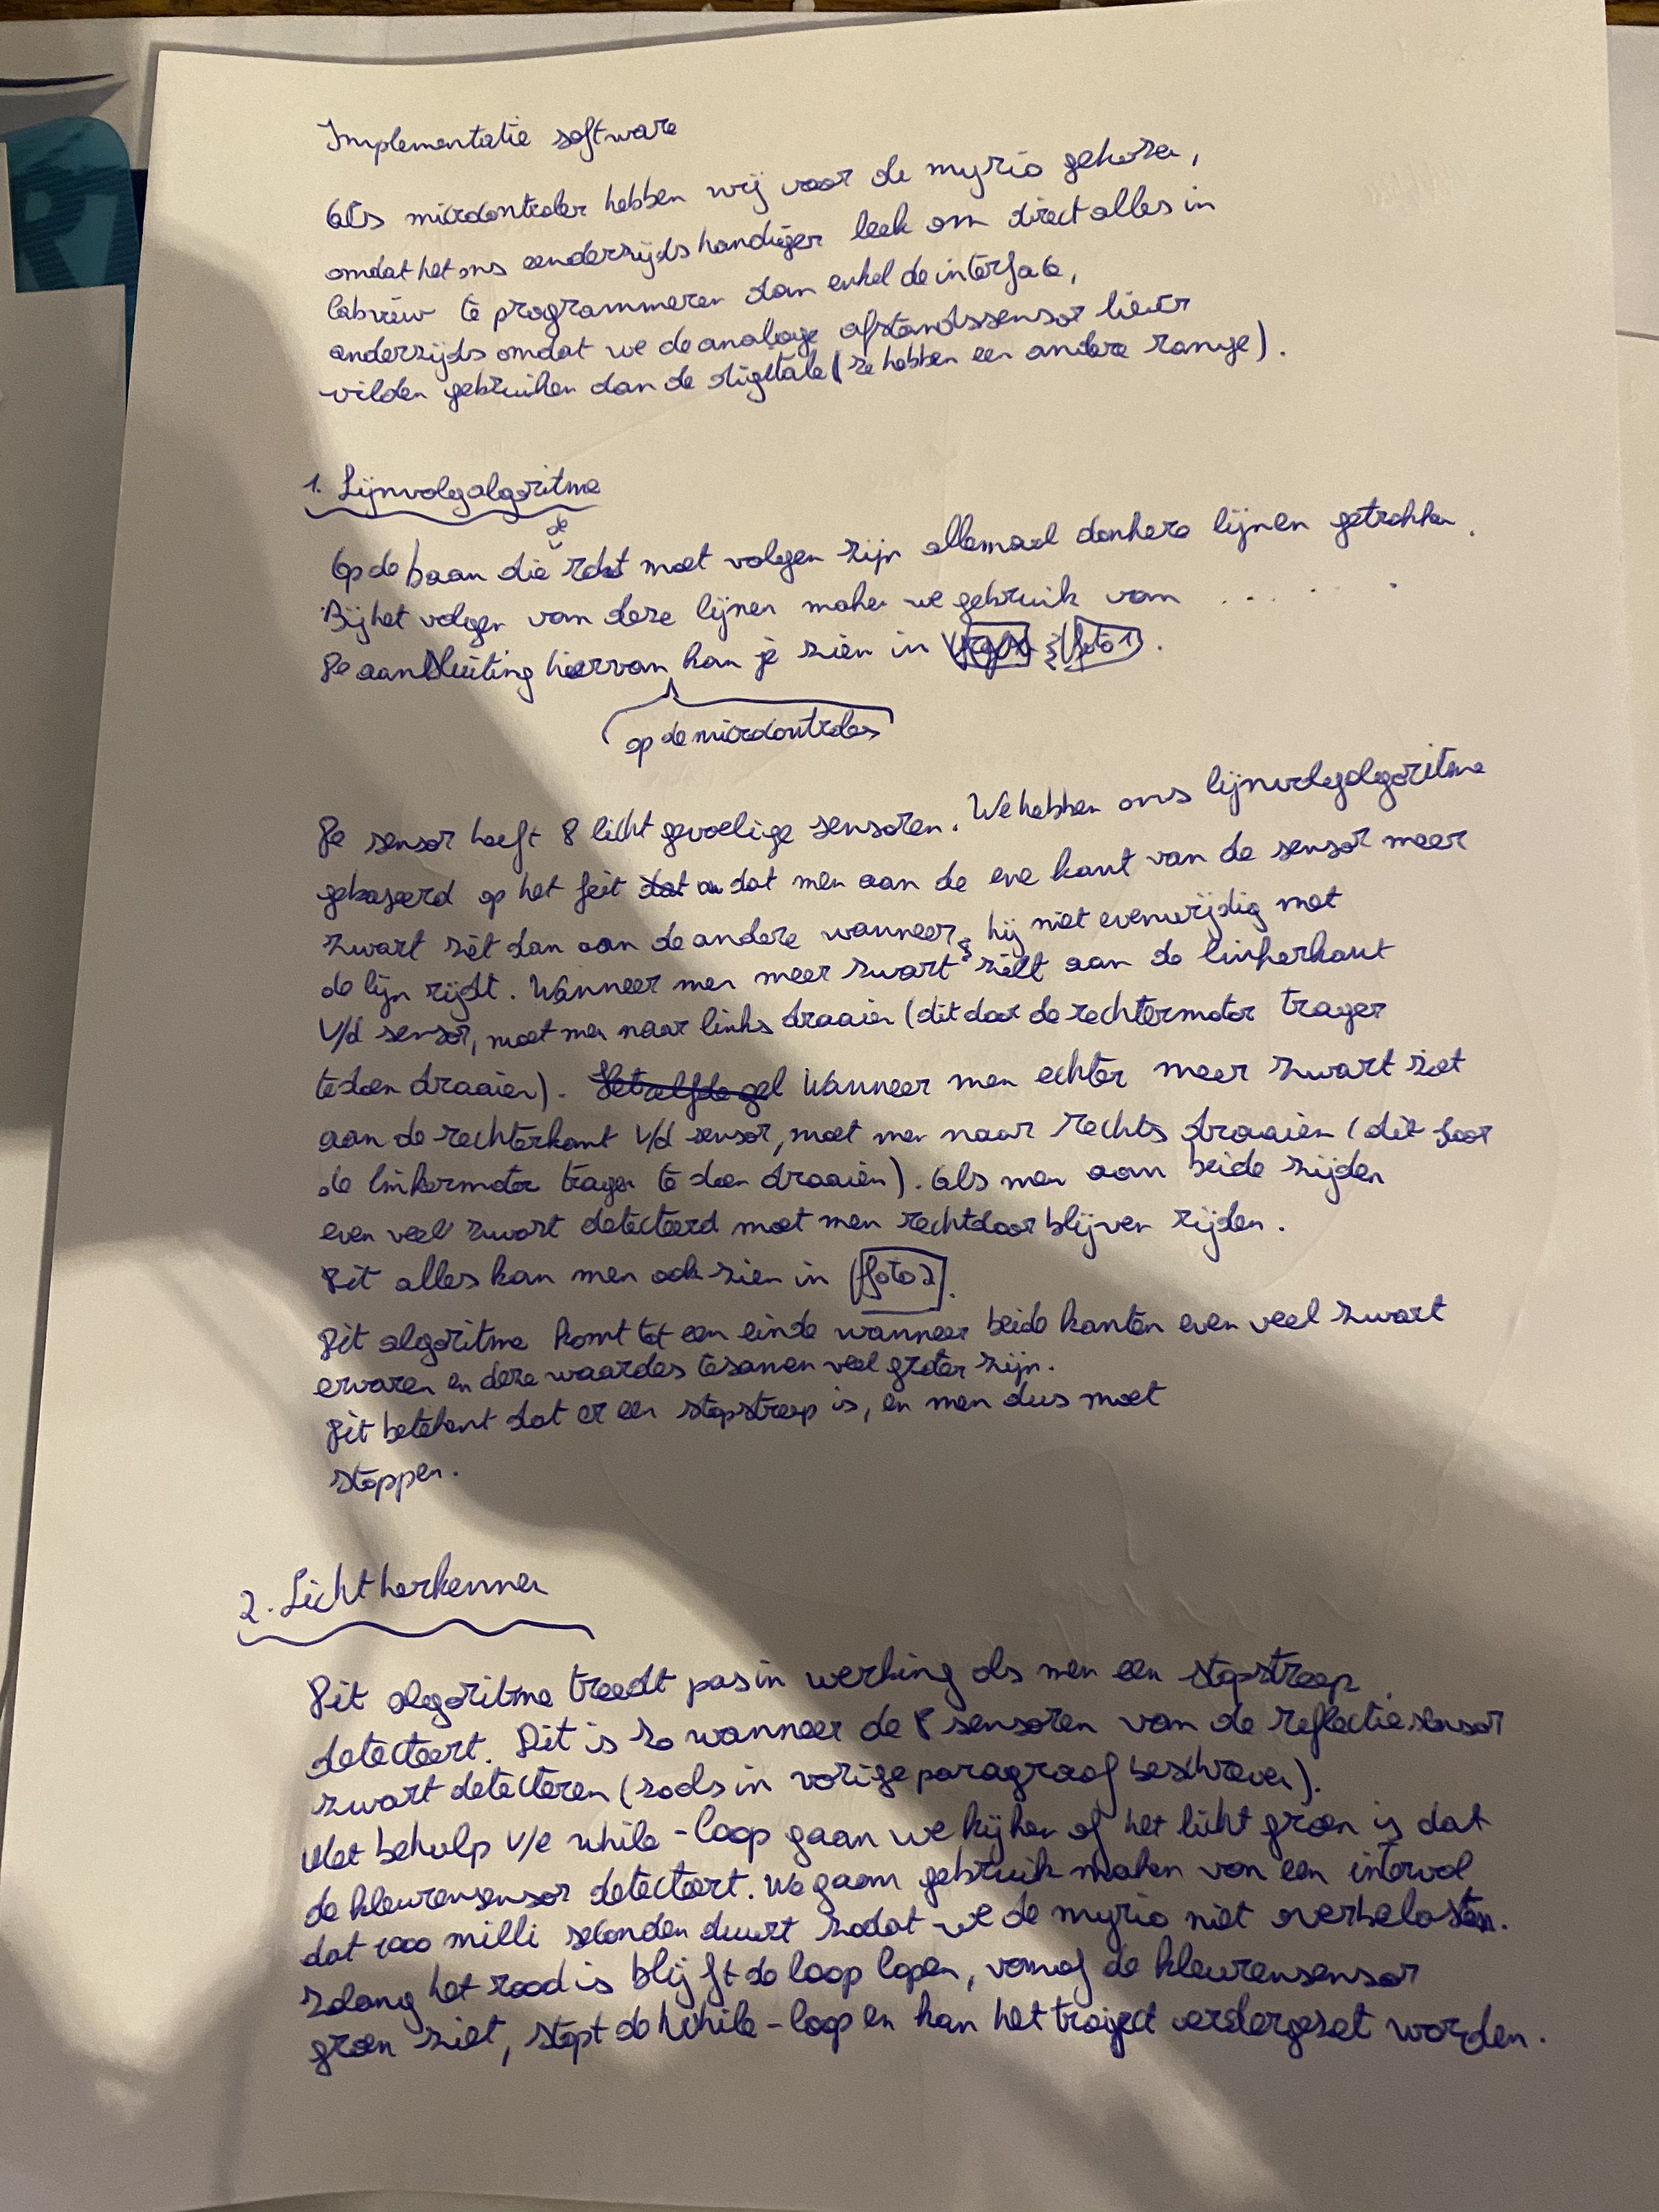 Implementatie software
Als microcontroler hebben wij voor de myrio gekozen,
omdat het ons eenderzijds handiger leek om direct alles in
labview te programmeren dan enkel de interface,
anderzijds omdat we de analoge afstandssensor liever
wilden gebruiken dan de digitale (ze hebben een andere range).
1. Lijnvolgalgoritme
de
Op de baan die robot moet volgen zijn allemaal donkere lijnen getrokken.
Bij het volgen van deze lijnen maken we gebruik van ......
De aansluiting hiervan kan je zien in (foto 1).
op de microcontroler
De sensor heeft 8 licht gevoelige sensoren. We hebben ons lijnvolgalgoritme
gebaseerd op het feit dat men aan de ene kant van de sensor meer
zwart ziet dan aan de andere wanneer hij niet evenwijdig met
de lijn rijdt. Wanneer men meer zwart ziet aan de linkerkant
v/d sensor, moet men naar links draaien (dit door de rechtermotor trager
te doen draaien). Wanneer men echter meer zwart ziet
aan de rechterkant v/d sensor, moet men naar rechts draaien (dit door
de linkermotor trager te doen draaien). Als men aan beide zijden
even veel zwart detecteerd moet men rechtdoor blijven rijden.
Dit alles kan men ook zien in (foto 2).
Dit algoritme komt tot een einde wanneer beide kanten even veel zwart
ervaren en deze waardes tesamen veel groter zijn.
Dit betekent dat er een stopstreep is, en men dus moet
stoppen.
2. Licht herkennen
Dit algoritme treedt pas in werking als men een stopstreep
detecteert. Dit is zo wanneer de 8 sensoren van de reflectiesensor
zwart detecteren (zoals in vorige paragraaf beschreven).
Met behulp v/e while-loop gaan we kijken of het licht groen is dat
de kleurensensor detecteert. We gaan gebruik maken van een interval
dat 1000 milli seconden duurt zodat we de myrio niet overbelasten.
Zolang het rood is blijft de loop lopen, vanaf de kleurensensor
groen ziet, stopt de While-loop en kan het traject verdergezet worden.